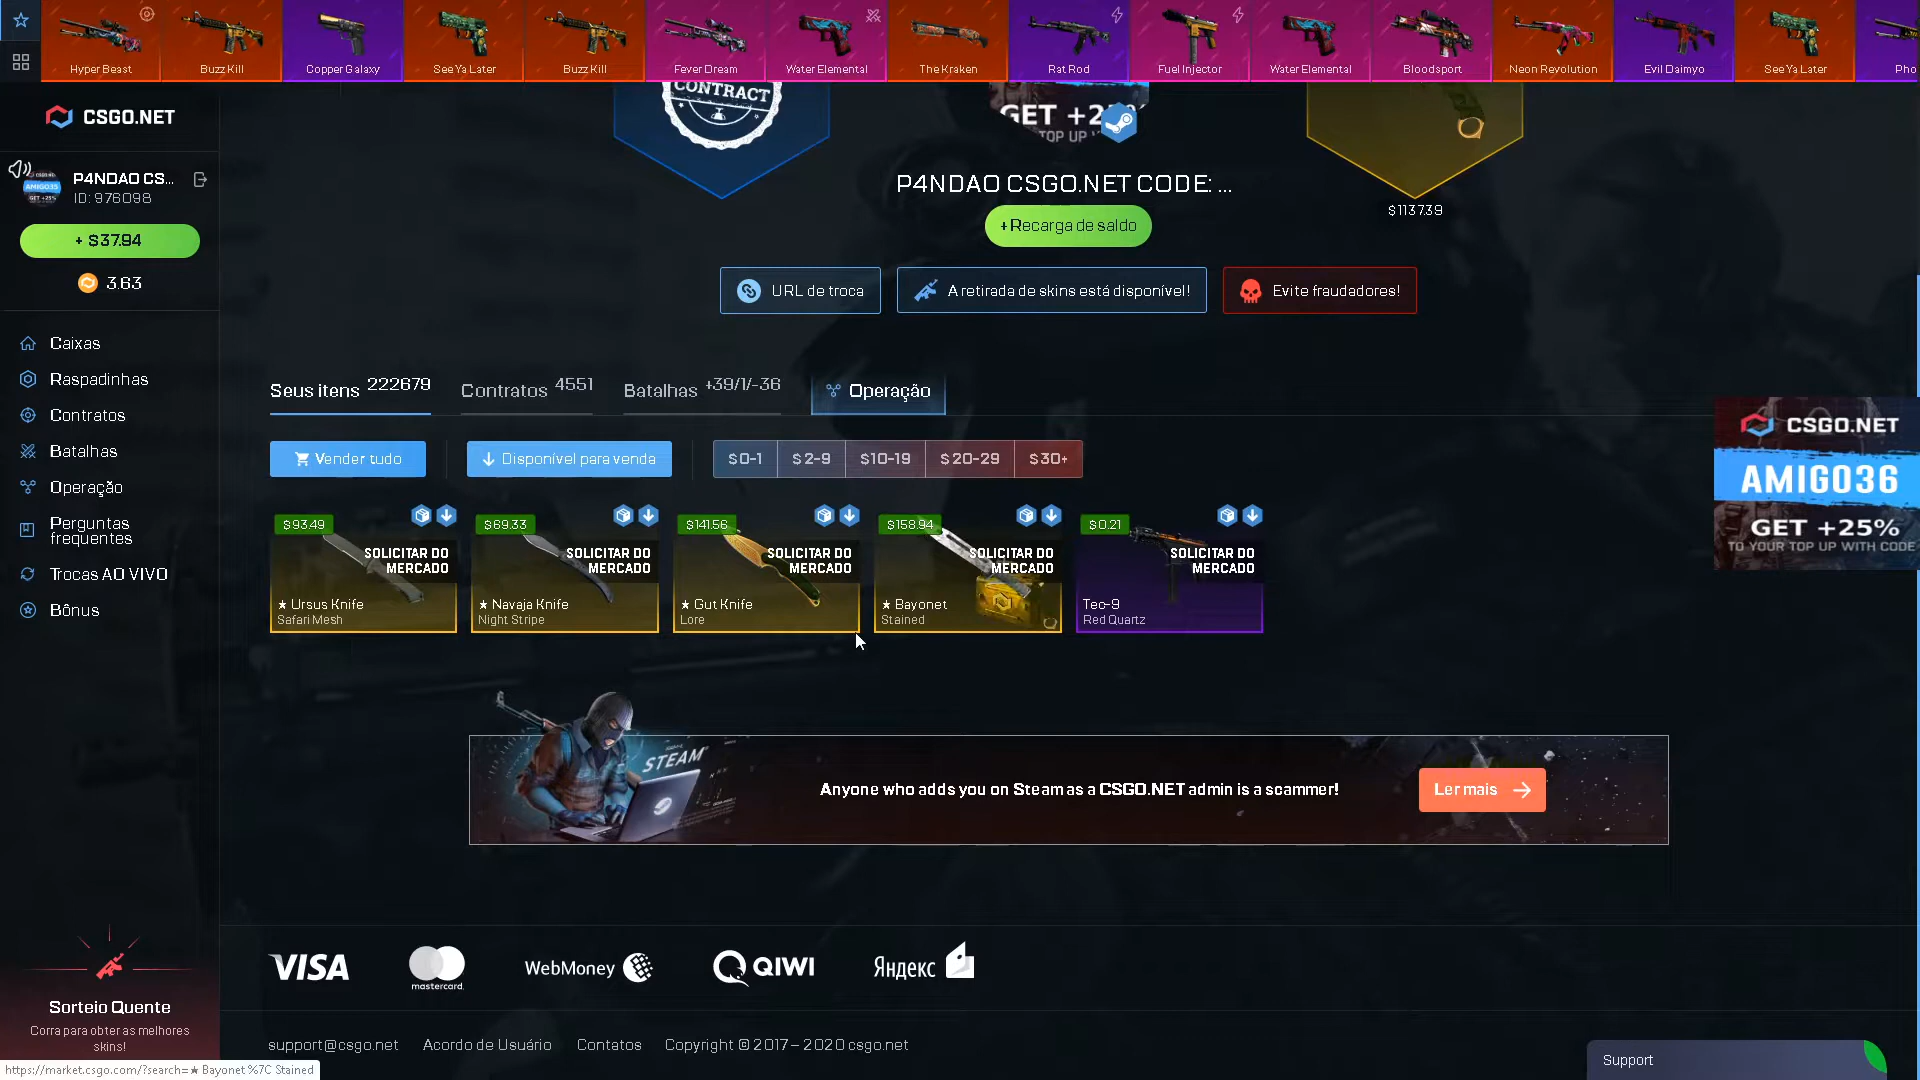 Hyper Beast
Buzz Kill
Copper Galaxy
See Ya Later
Buzz Kill
Fever Dream
Water Elemental
The Kraken
Rat Rod
Fuel Injector
Water Elemental
Bloodsport
Neon Revolution
Evil Daimyo
See Ya Later
Pho
CSGO.NET
P4NDAO CS...
ID: 976098
+ $37.94
3.63
Caixas
Raspadinhas
Contratos
Batalhas
Operação
Perguntas
frequentes
Trocas AO VIVO
Bônus
Sorteio Quente
Corra para obter as melhores
skins!
CONTRACT
GET +2
TOP UP
$1137.39
P4NDAO CSGO.NET CODE: ...
+Recarga de saldo
URL de troca
A retirada de skins está disponível!
Evite fraudadores!
Seus itens 222679
Contratos 4551
Batalhas +39/1/-36
Operação
Vender tudo
Disponível para venda
$0-1
$2-9
$10-19
$20-29
$30+
$93.49
SOLICITAR DO
MERCADO
★ Ursus Knife
Safari Mesh
$69.33
SOLICITAR DO
MERCADO
★ Navaja Knife
Night Stripe
$141.56
SOLICITAR DO
MERCADO
★ Gut Knife
Lore
$158.94
SOLICITAR DO
MERCADO
★ Bayonet
Stained
$0.21
SOLICITAR DO
MERCADO
Tec-9
Red Quartz
CSGO.NET
AMIGO36
GET +25%
TO YOUR TOP UP WITH CODE
STEAM
Anyone who adds you on Steam as a CSGO.NET admin is a scammer!
Ler mais
VISA
mastercard.
WebMoney
QIWI
Яндекс
support@csgo.net
Acordo de Usuário
Contatos
Copyright © 2017 – 2020 csgo.net
Support
https://market.csgo.com/?search=★ Bayonet %7C Stained